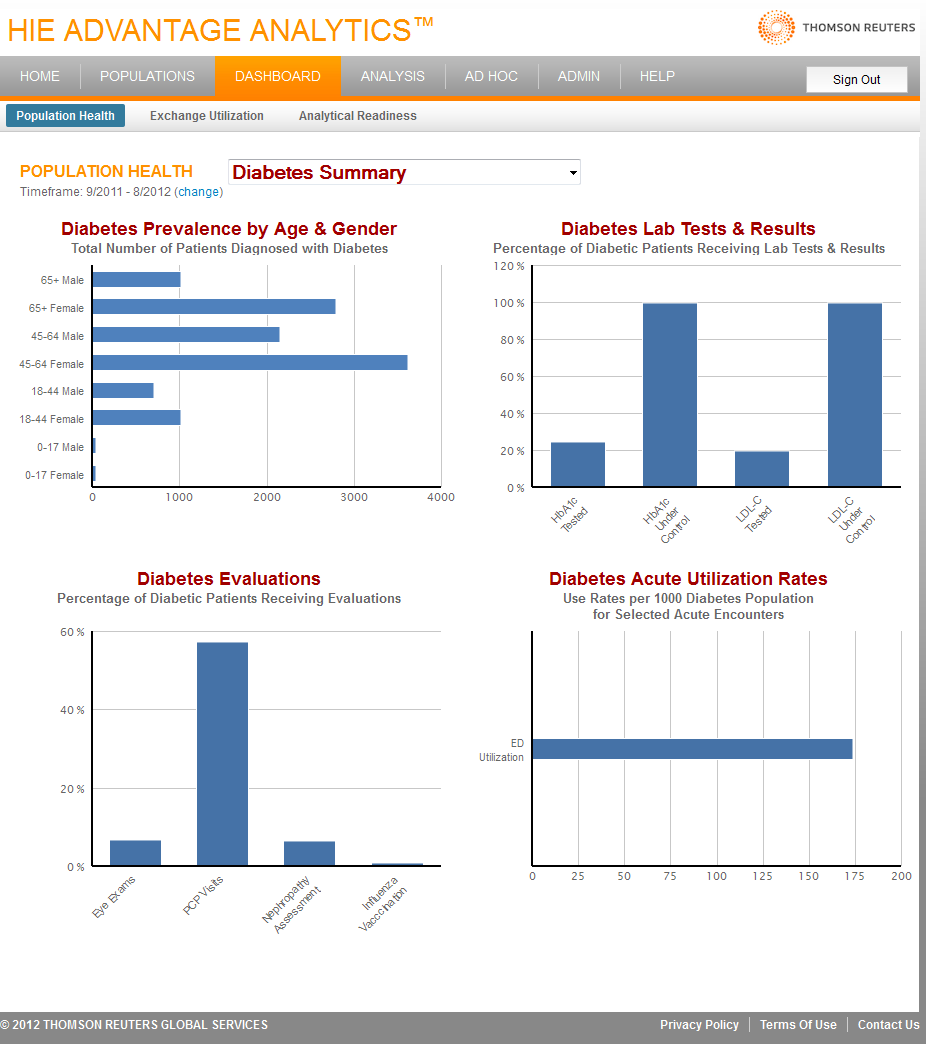 HIE ADVANTAGE ANALYTICS™
THOMSON REUTERS
HOME
POPULATIONS
DASHBOARD
ANALYSIS
AD HOC
ADMIN
HELP
Sign Out
Population Health
Exchange Utilization
Analytical Readiness
POPULATION HEALTH
Diabetes Summary
Timeframe: 9/2011 - 8/2012 (change)
Diabetes Prevalence by Age & Gender
Total Number of Patients Diagnosed with Diabetes
65+ Male
65+ Female
45-64 Male
45-64 Female
18-44 Male
18-44 Female
0-17 Male
0-17 Female
0 1000 2000 3000 4000
Diabetes Lab Tests & Results
Percentage of Diabetic Patients Receiving Lab Tests & Results
120 %
100 %
80 %
60 %
40 %
20 %
0 %
HbA1c
Tested
HbA1c
Under
Control
LDL-C
Tested
LDL-C
Under
Control
Diabetes Evaluations
Percentage of Diabetic Patients Receiving Evaluations
60 %
40 %
20 %
0 %
Eye Exams
PCP Visits
Nephropathy
Assessment
Influenza
Vacccination
Diabetes Acute Utilization Rates
Use Rates per 1000 Diabetes Population
for Selected Acute Encounters
ED
Utilization
0 25 50 75 100 125 150 175 200
© 2012 THOMSON REUTERS GLOBAL SERVICES
Privacy Policy
Terms Of Use
Contact Us